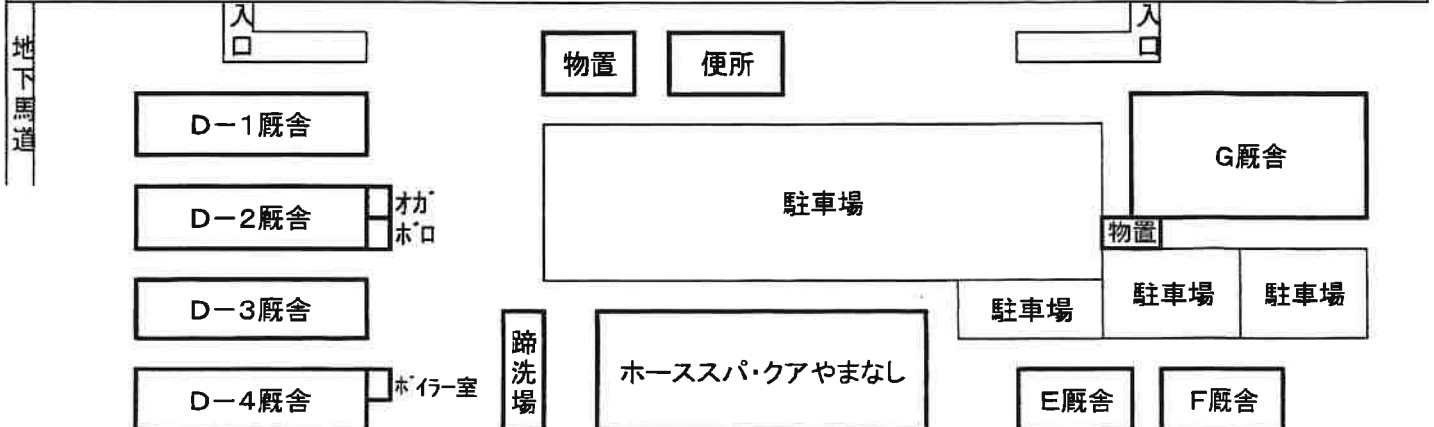 地下馬道
入口
入口
物置
便所
D－1厩舎
G厩舎
D－2厩舎
オガ
ボロ
駐車場
物置
D－3厩舎
駐車場
駐車場
駐車場
蹄洗場
ホーススパ・クアやまなし
D－4厩舎
ボイラー室
E厩舎
F厩舎